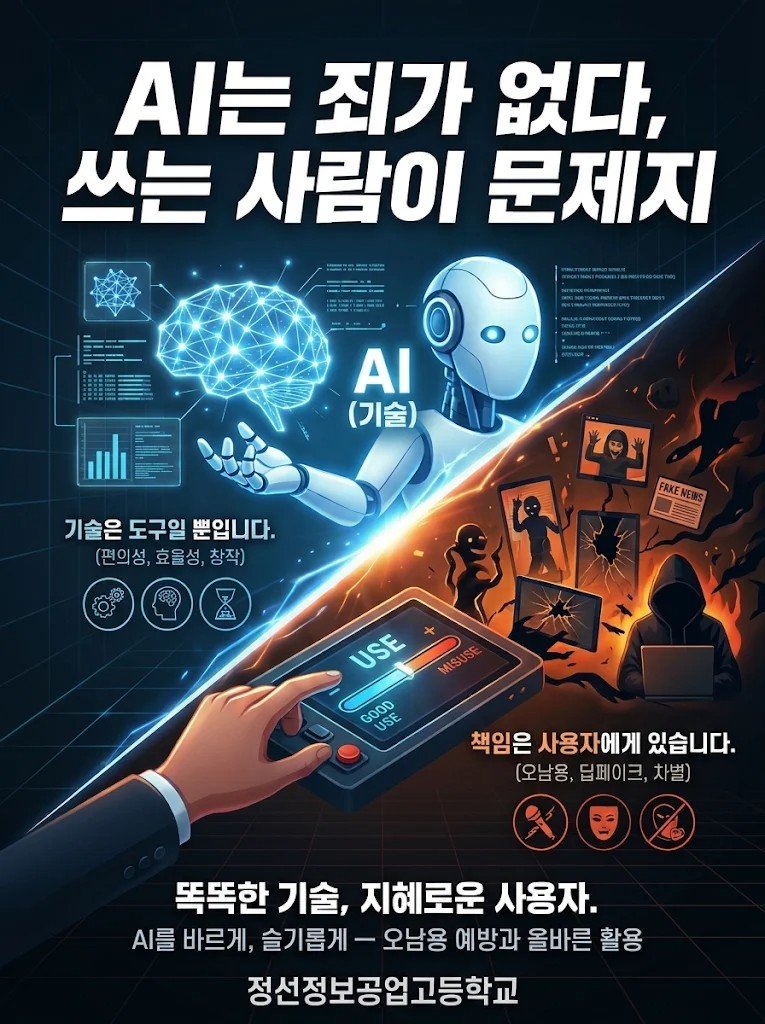 AI는 죄가 없다,
쓰는 사람이 문제지
AI
(기술)
기술은 도구일 뿐입니다.
(편의성, 효율성, 창작)
FAKE NEWS
USE
GOOD
USE
MISUSE
책임은 사용자에게 있습니다.
(오남용, 딥페이크, 차별)
똑똑한 기술, 지혜로운 사용자.
AI를 바르게, 슬기롭게 — 오남용 예방과 올바른 활용
정선정보공업고등학교